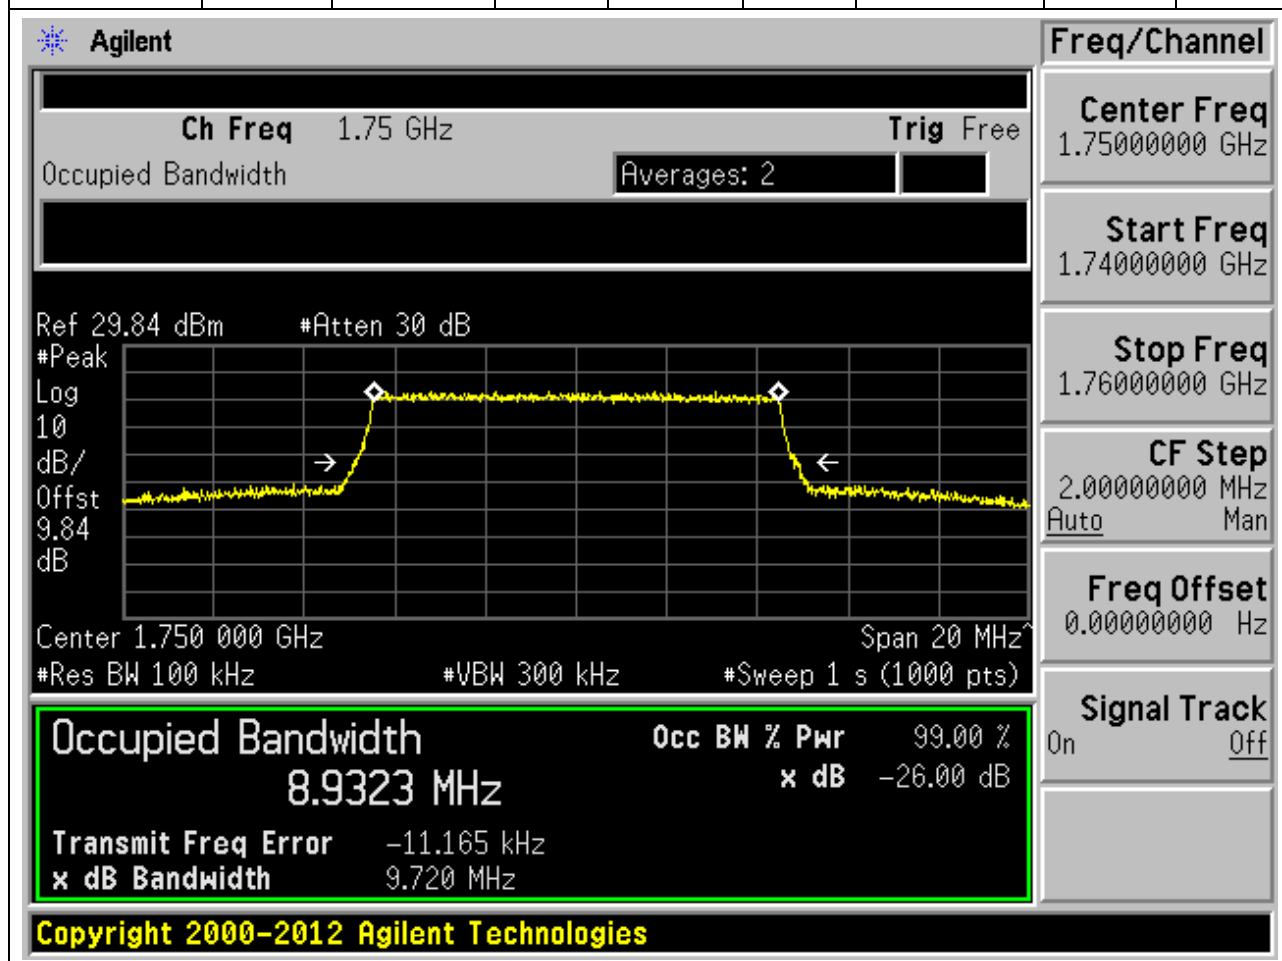 Agilent
Freq/Channel
Ch Freq 1.75 GHz Trig Free
Occupied Bandwidth Averages: 2
Center Freq
1.75000000 GHz
Start Freq
1.74000000 GHz
Stop Freq
1.76000000 GHz
CF Step
2.00000000 MHz
Auto Man
Freq Offset
0.00000000 Hz
Signal Track
On Off
Ref 29.84 dBm #Atten 30 dB
#Peak
Log
10
dB/
Offst
9.84
dB
Center 1.750 000 GHz Span 20 MHz^
#Res BW 100 kHz #VBW 300 kHz #Sweep 1 s (1000 pts)
Occupied Bandwidth Occ BW % Pwr 99.00 %
8.9323 MHz x dB -26.00 dB
Transmit Freq Error -11.165 kHz
x dB Bandwidth 9.720 MHz
Copyright 2000-2012 Agilent Technologies